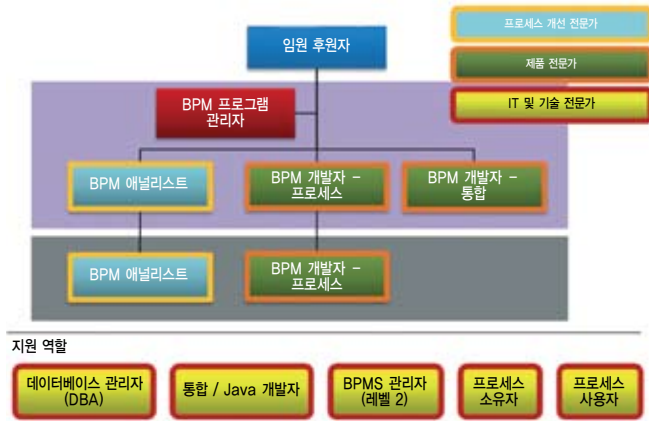 임원 후원자
프로세스 개선 전문가
제품 전문가
IT 및 기술 전문가
BPM 프로그램
관리자
BPM 애널리스트
BPM 개발자 –
프로세스
BPM 개발자 –
통합
BPM 애널리스트
BPM 개발자 –
프로세스
지원 역할
데이터베이스 관리자
(DBA)
통합 / Java 개발자
BPMS 관리자
(레벨 2)
프로세스
소유자
프로세스
사용자